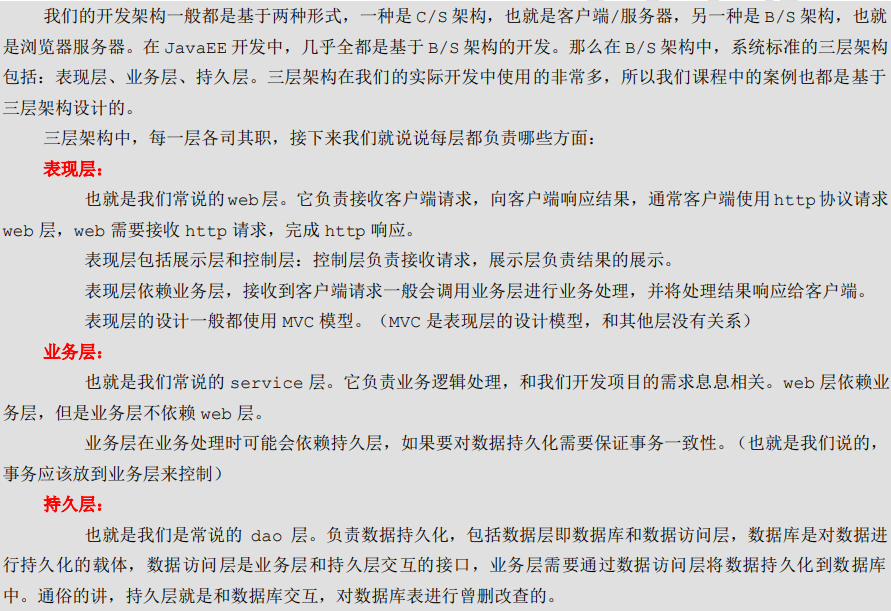 我们的开发架构一般都是基于两种形式，一种是 C/S 架构，也就是客户端/服务器，另一种是 B/S 架构，也就
是浏览器服务器。在 JavaEE 开发中，几乎全都是基于 B/S 架构的开发。那么在 B/S 架构中，系统标准的三层架构
包括：表现层、业务层、持久层。三层架构在我们的实际开发中使用的非常多，所以我们课程中的案例也都是基于
三层架构设计的。
三层架构中，每一层各司其职，接下来我们就说说每层都负责哪些方面：
表现层：
也就是我们常说的web层。它负责接收客户端请求，向客户端响应结果，通常客户端使用http协议请求
web 层，web 需要接收 http 请求，完成 http 响应。
表现层包括展示层和控制层：控制层负责接收请求，展示层负责结果的展示。
表现层依赖业务层，接收到客户端请求一般会调用业务层进行业务处理，并将处理结果响应给客户端。
表现层的设计一般都使用 MVC 模型。（MVC 是表现层的设计模型，和其他层没有关系）
业务层：
也就是我们常说的 service 层。它负责业务逻辑处理，和我们开发项目的需求息息相关。web 层依赖业
务层，但是业务层不依赖 web 层。
业务层在业务处理时可能会依赖持久层，如果要对数据持久化需要保证事务一致性。（也就是我们说的，
事务应该放到业务层来控制）
持久层：
也就是我们是常说的 dao 层。负责数据持久化，包括数据层即数据库和数据访问层，数据库是对数据进
行持久化的载体，数据访问层是业务层和持久层交互的接口，业务层需要通过数据访问层将数据持久化到数据库
中。通俗的讲，持久层就是和数据库交互，对数据库表进行曾删改查的。